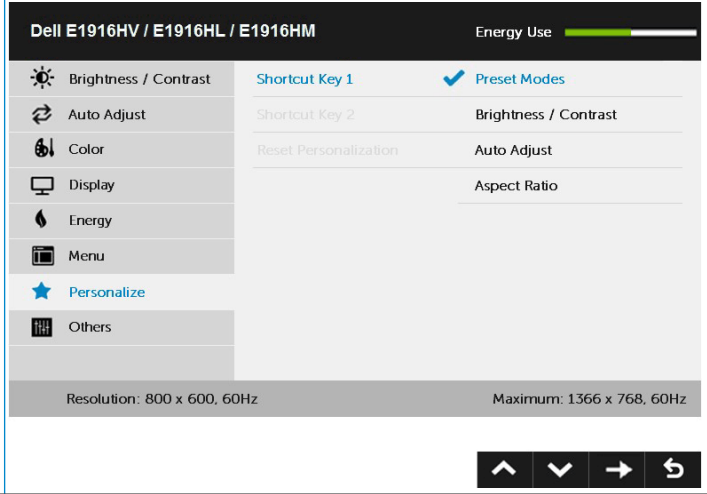 Dell E1916HV / E1916HL / E1916HM
Energy Use
Brightness / Contrast
Shortcut Key 1
Preset Modes
Auto Adjust
Shortcut Key 2
Brightness / Contrast
Color
Reset Personalization
Auto Adjust
Display
Aspect Ratio
Energy
Menu
Personalize
Others
Resolution: 800 x 600, 60Hz
Maximum: 1366 x 768, 60Hz